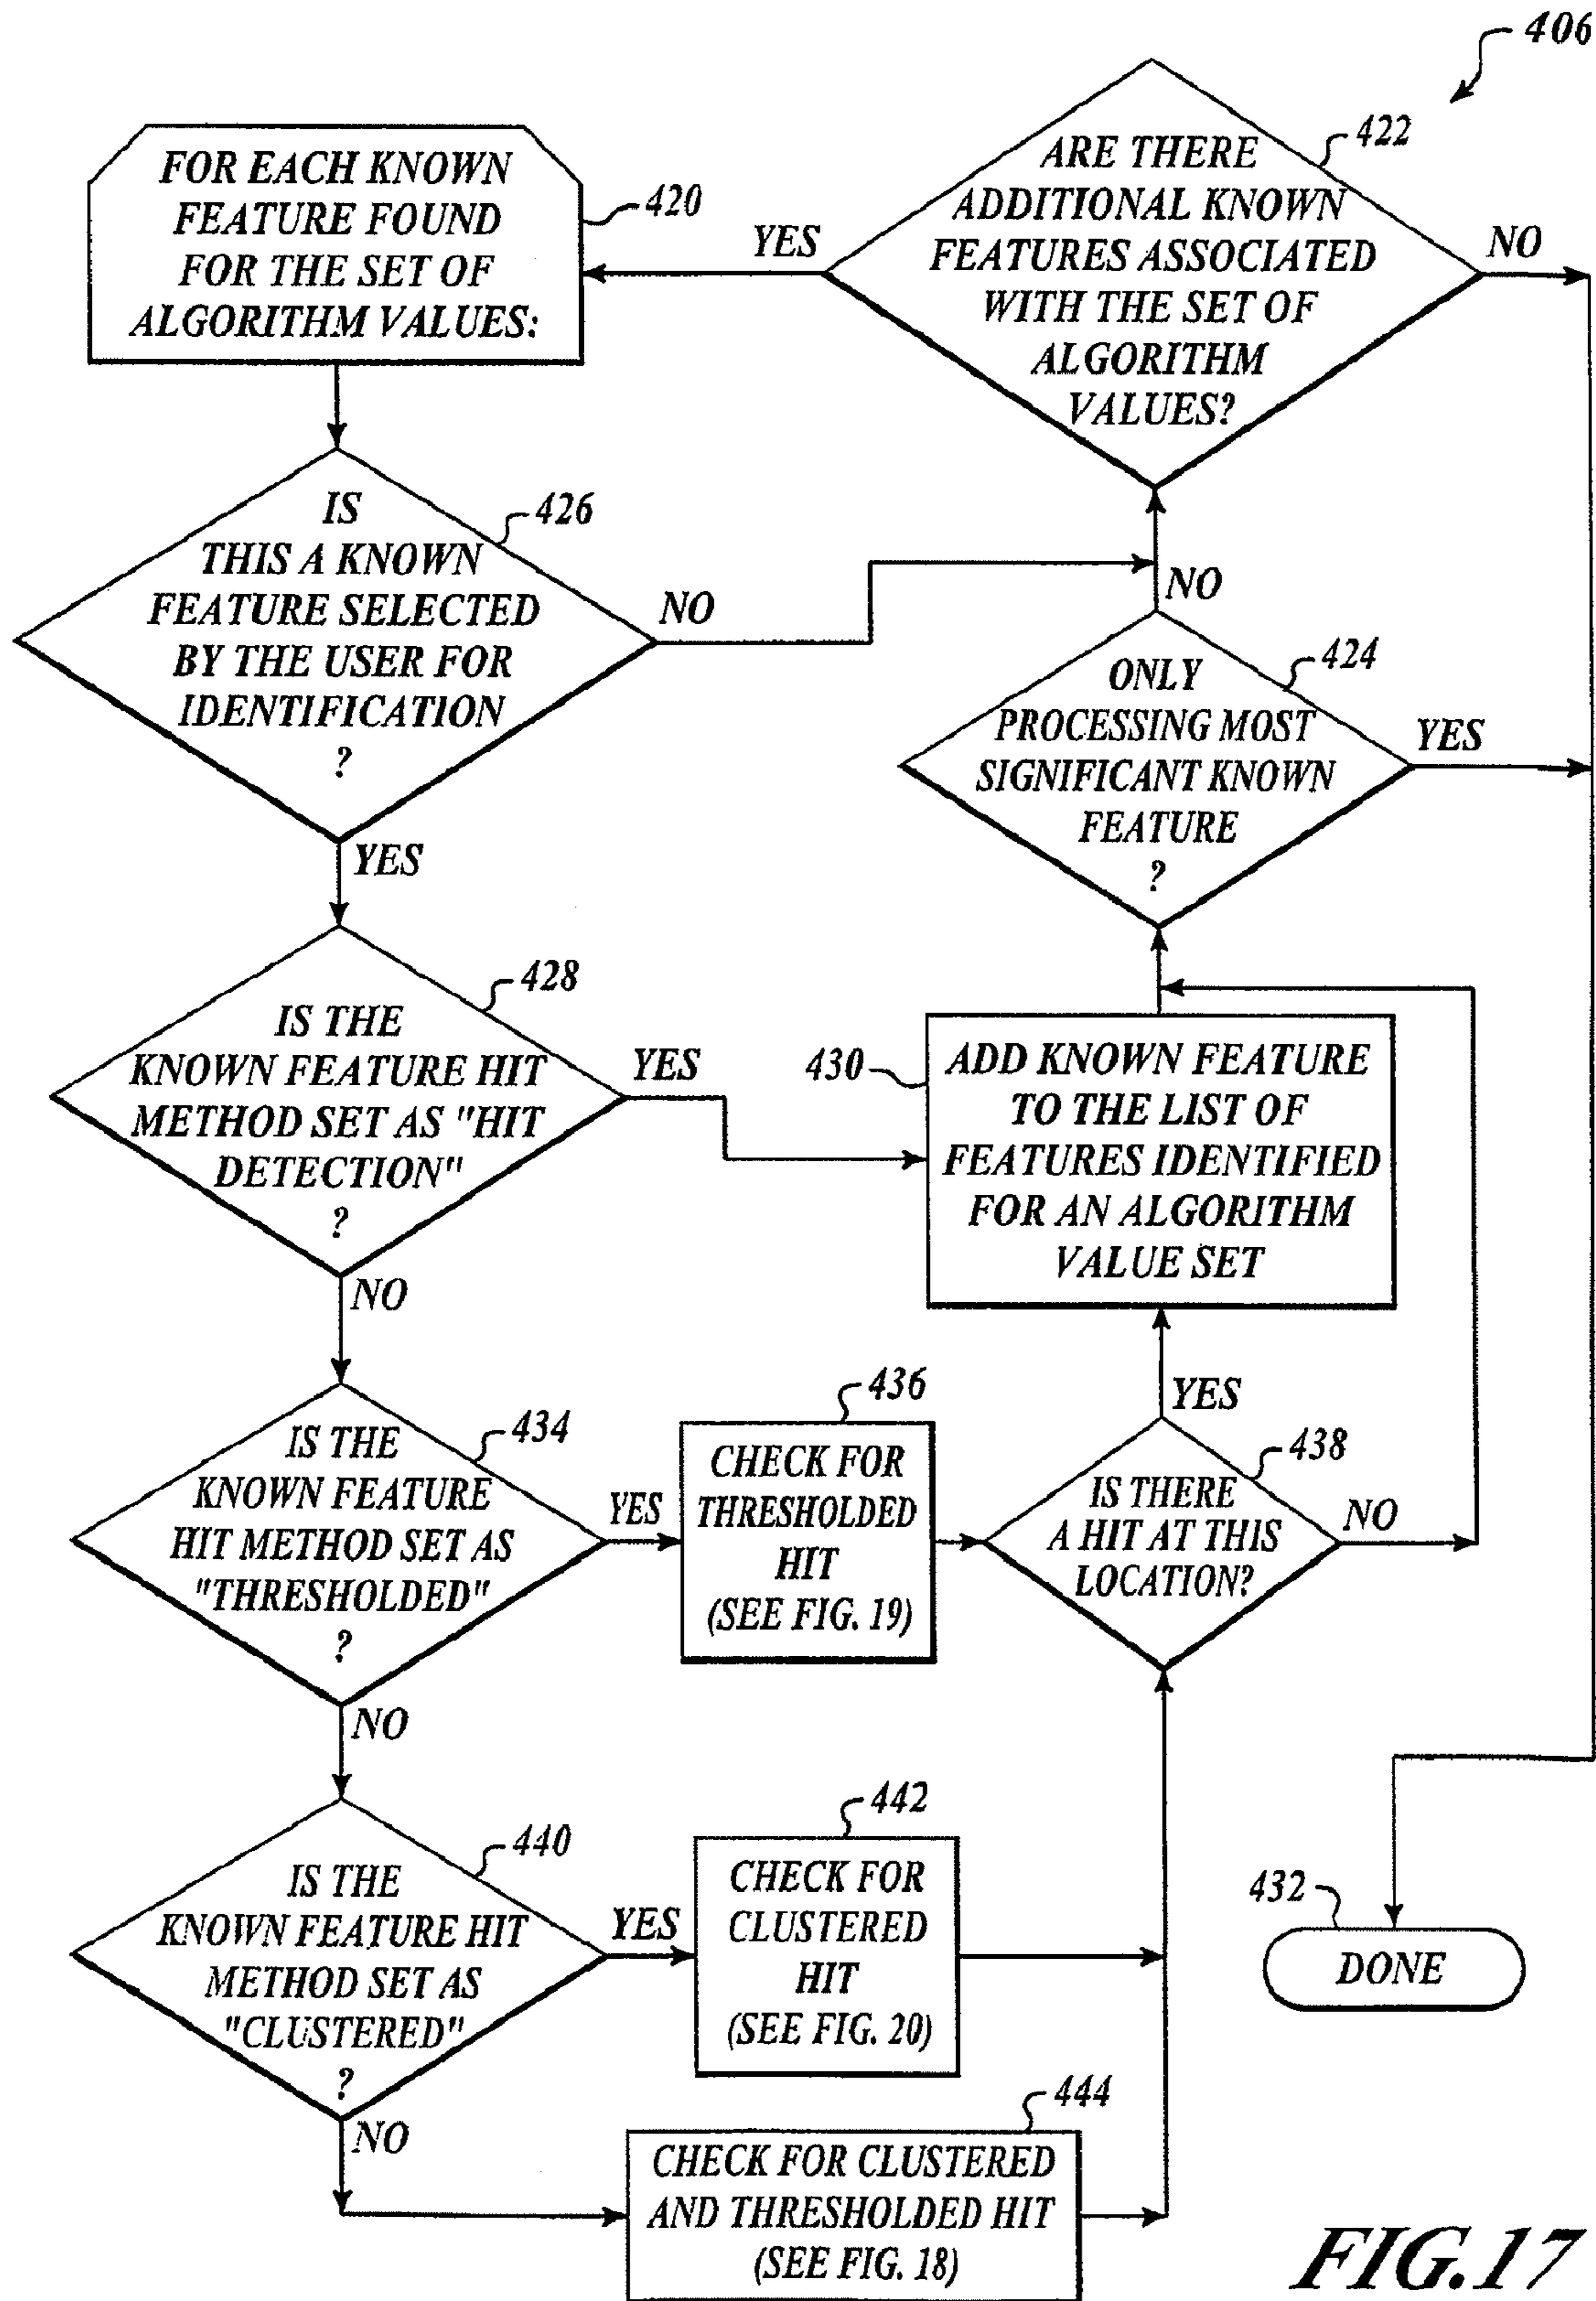 406
FOR EACH KNOWN
FEATURE FOUND
FOR THE SET OF
ALGORITHM VALUES:
420
ARE THERE
ADDITIONAL KNOWN
FEATURES ASSOCIATED
WITH THE SET OF
ALGORITHM
VALUES?
422
YES
NO
IS
THIS A KNOWN
FEATURE SELECTED
BY THE USER FOR
IDENTIFICATION
?
426
NO
YES
NO
ONLY
PROCESSING MOST
SIGNIFICANT KNOWN
FEATURE
?
424
YES
IS THE
KNOWN FEATURE HIT
METHOD SET AS "HIT
DETECTION"
?
428
YES
NO
430
ADD KNOWN FEATURE
TO THE LIST OF
FEATURES IDENTIFIED
FOR AN ALGORITHM
VALUE SET
IS THE
KNOWN FEATURE
HIT METHOD SET AS
"THRESHOLDED"
?
434
YES
NO
436
CHECK FOR
THRESHOLDED
HIT
(SEE FIG. 19)
YES
438
IS THERE
A HIT AT THIS
LOCATION?
NO
IS THE
KNOWN FEATURE HIT
METHOD SET AS
"CLUSTERED"
?
440
YES
NO
442
CHECK FOR
CLUSTERED
HIT
(SEE FIG. 20)
432
DONE
444
CHECK FOR CLUSTERED
AND THRESHOLDED HIT
(SEE FIG. 18)
FIG.17